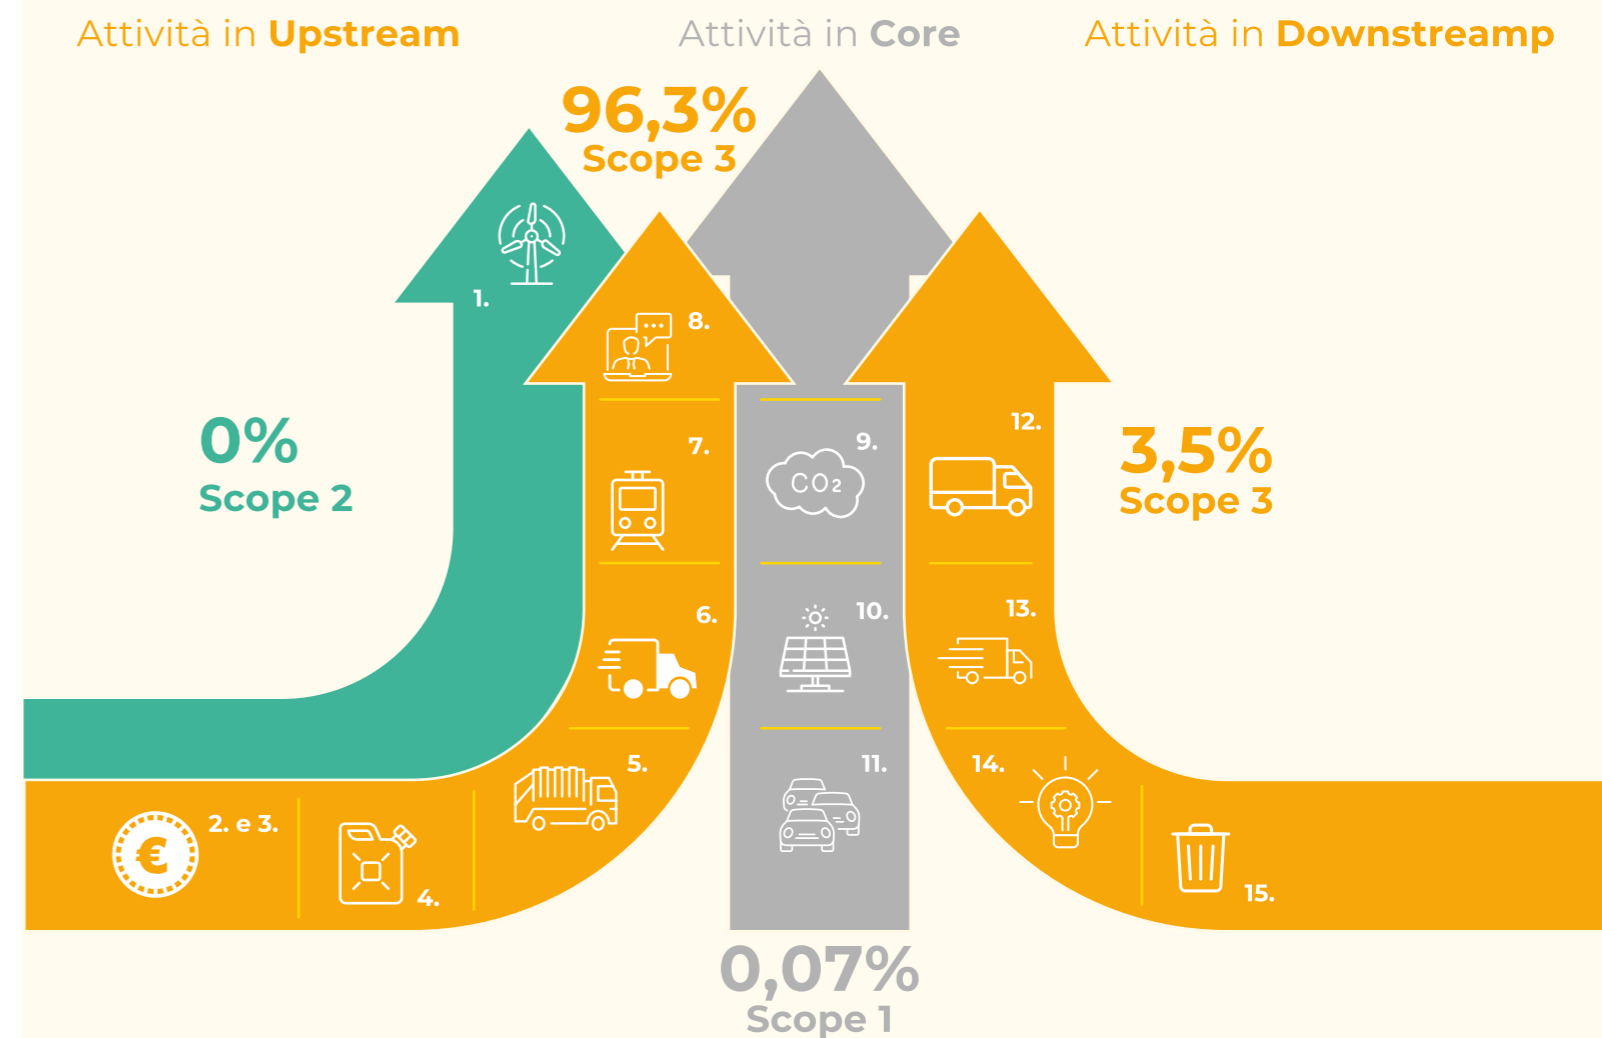 Attività in Upstream
Attività in Core
Attività in Downstreamp
96,3%
Scope 3
1.
8.
0%
Scope 2
7.
9.
CO2
12.
3,5%
Scope 3
6.
10.
13.
5.
11.
14.
2. e 3.
€
4.
15.
0,07%
Scope 1